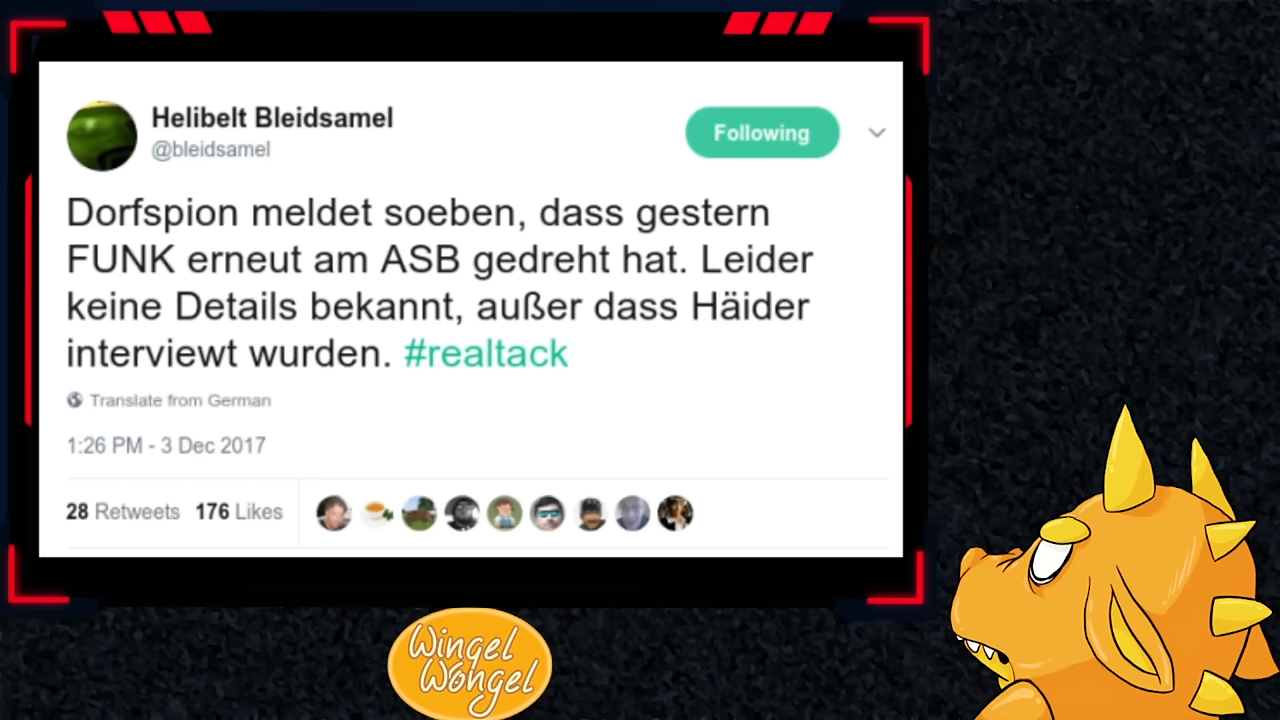 Helibelt Bleidsamel
@bleidsamel
Following
Dorfspion meldet soeben, dass gestern
FUNK erneut am ASB gedreht hat. Leider
keine Details bekannt, außer dass Häider
interviewt wurden. #realtack
Translate from German
1:26 PM - 3 Dec 2017
28 Retweets 176 Likes
Wingel
Wongel